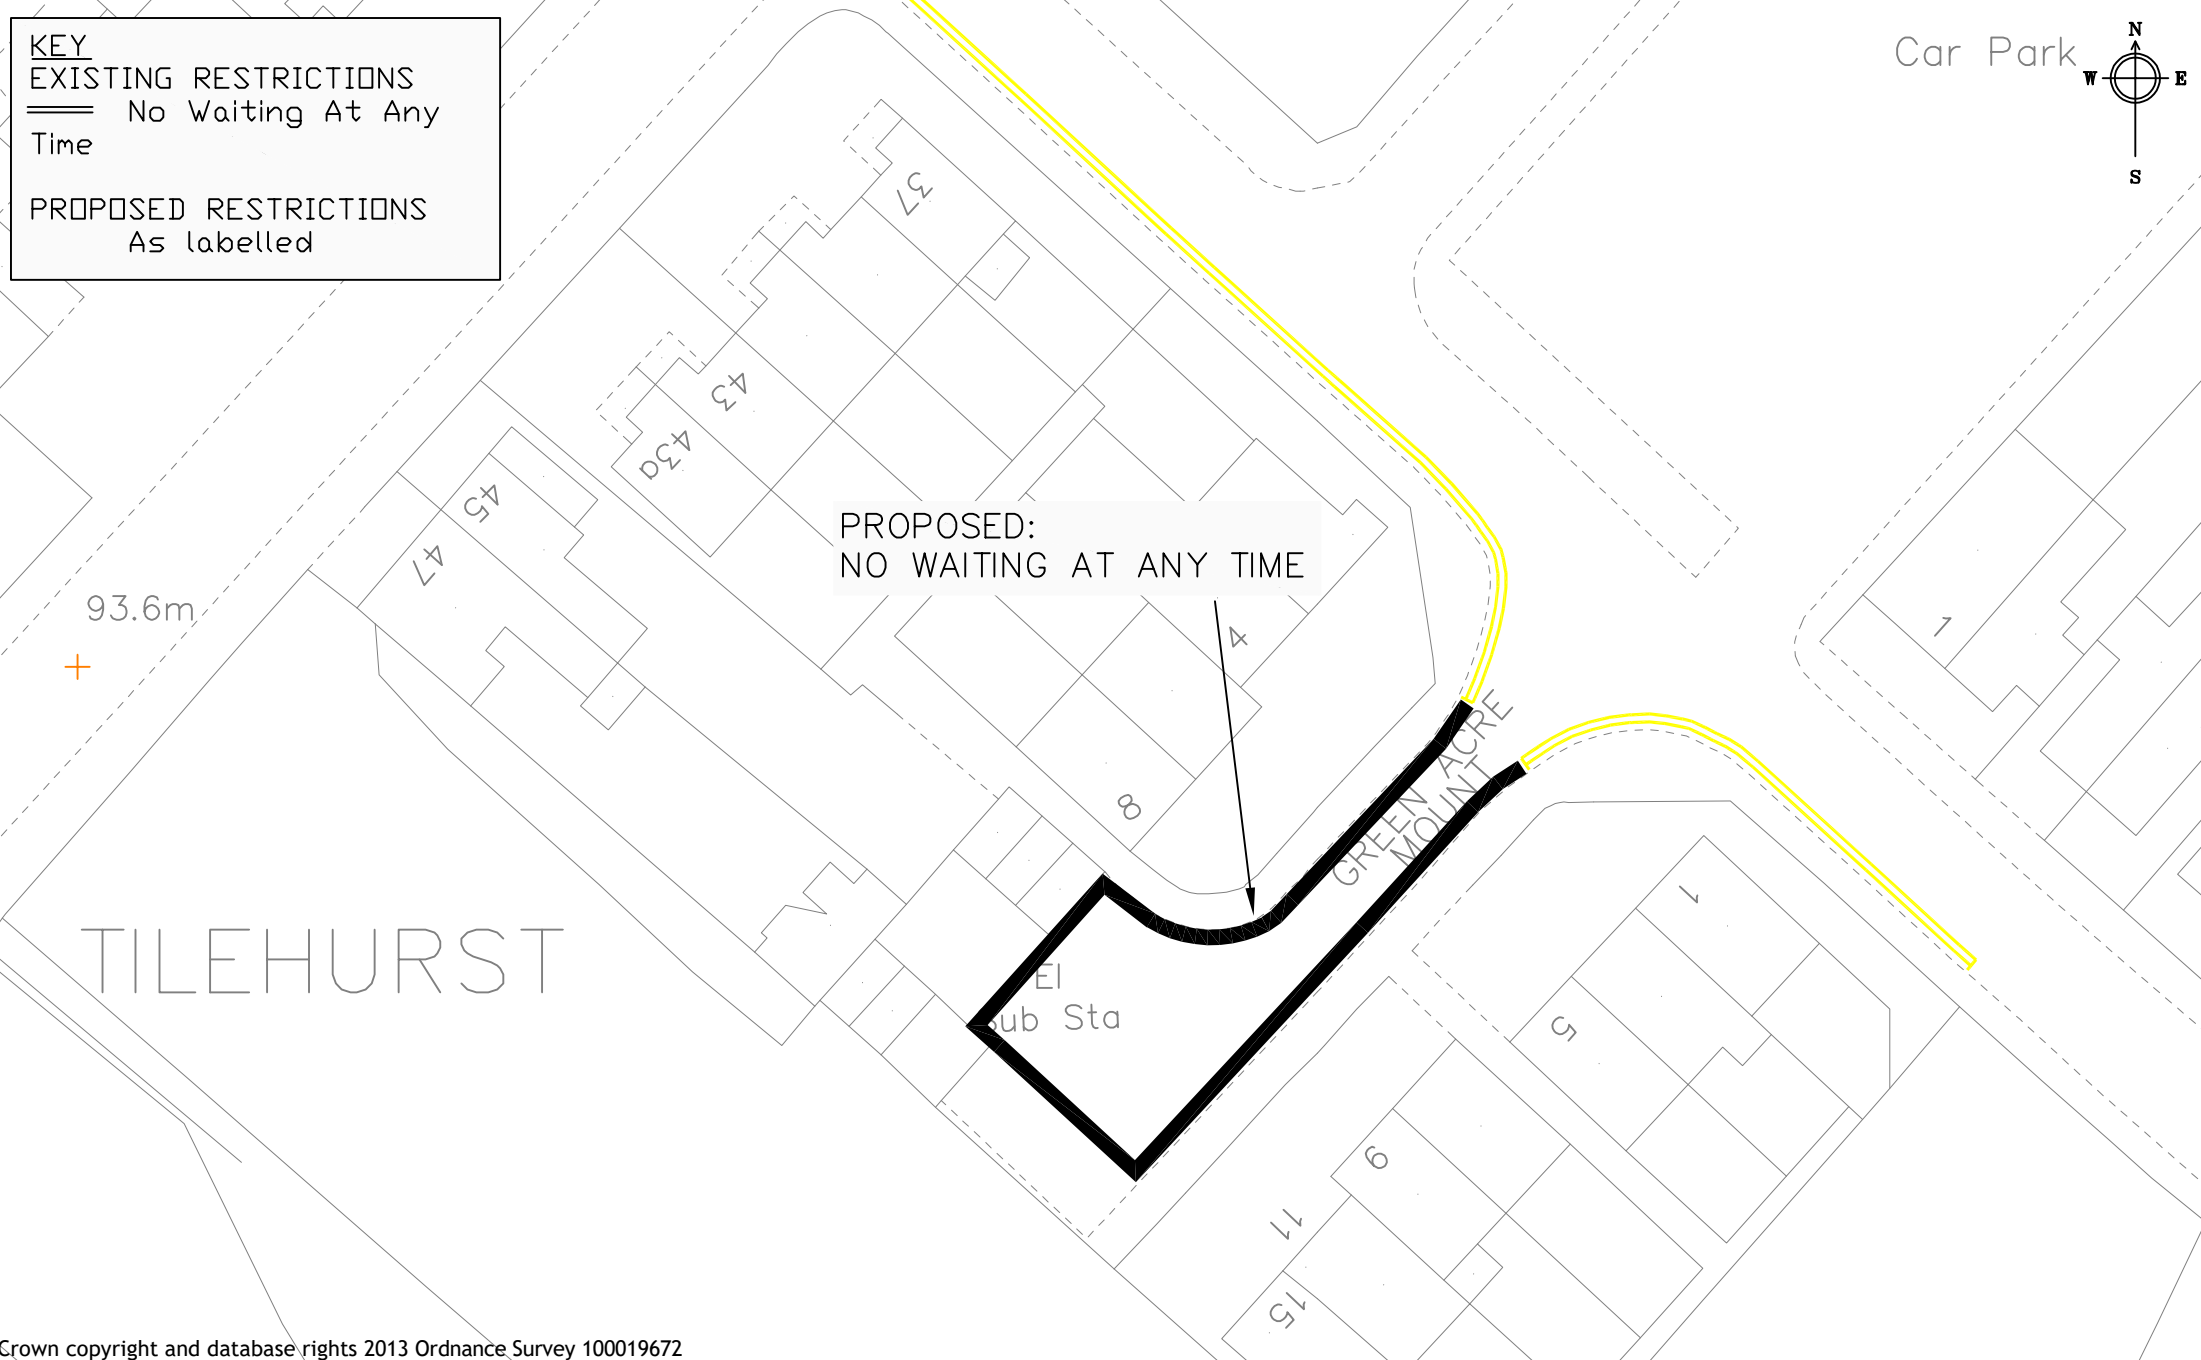 KEY
EXISTING RESTRICTIONS
No Waiting At Any
Time
PROPOSED RESTRICTIONS
As labelled
Car Park
N
W E
S
37
43
43a
45
47
PROPOSED:
NO WAITING AT ANY TIME
93.6m
4
1
8
GREEN ACRE
MOUNT
TILEHURST
El
Sub Sta
1
5
9
11
15
Crown copyright and database rights 2013 Ordnance Survey 100019672